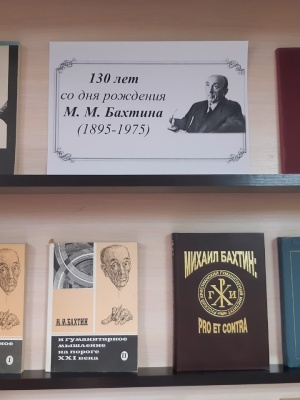 130 лет
со дня рождения
М. М. Бахтина
(1895-1975)
I
М.М.БАХТИН
и гуманитарное
мышление
на пороге
XXI века
II
МИХАИЛ БАХТИН:
Г И
PRO ET CONTRA